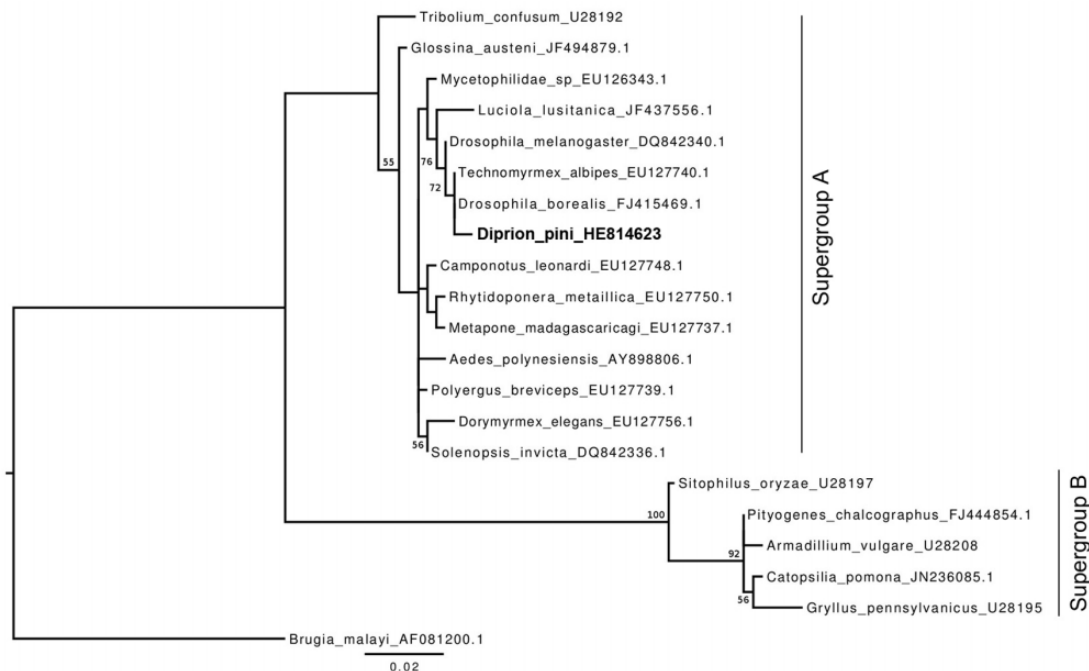 Tribolium_confusum_U28192
Glossina_austeni_JF494879.1
55
Mycetophilidae_sp_EU126343.1
Luciola_lusitanica_JF437556.1
Drosophila_melanogaster_DQ842340.1
76
Technomyrmex_albipes_EU127740.1
72
Drosophila_borealis_FJ415469.1
Diprion_pini_HE814623
Camponotus_leonardi_EU127748.1
Rhytidoponera_metaillica_EU127750.1
Metapone_madagascaricagi_EU127737.1
Aedes_polynesiensis_AY898806.1
Polyergus_breviceps_EU127739.1
Dorymyrmex_elegans_EU127756.1
56
Solenopsis_invicta_DQ842336.1
Supergroup A
Sitophilus_oryzae_U28197
100
Pityogenes_chalcographus_FJ444854.1
Armadillium_vulgare_U28208
92
Catopsilia_pomona_JN236085.1
56
Gryllus_pennsylvanicus_U28195
Supergroup B
Brugia_malayi_AF081200.1
0.02